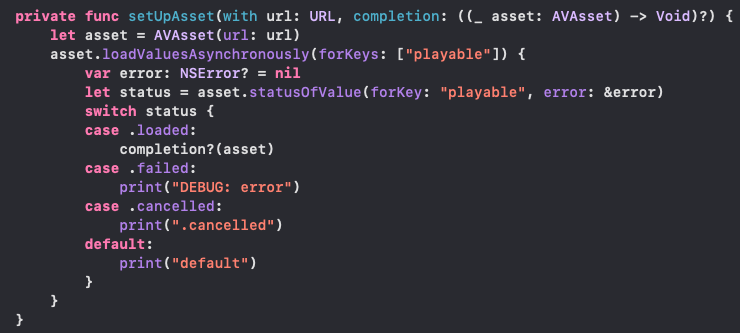 private func setUpAsset(with url: URL, completion: ((_ asset: AVAsset) -> Void)?) {
    let asset = AVAsset(url: url)
    asset.loadValuesAsynchronously(forKeys: ["playable"]) {
        var error: NSError? = nil
        let status = asset.statusOfValue(forKey: "playable", error: &error)
        switch status {
        case .loaded:
            completion?(asset)
        case .failed:
            print("DEBUG: error")
        case .cancelled:
            print(".cancelled")
        default:
            print("default")
        }
    }
}